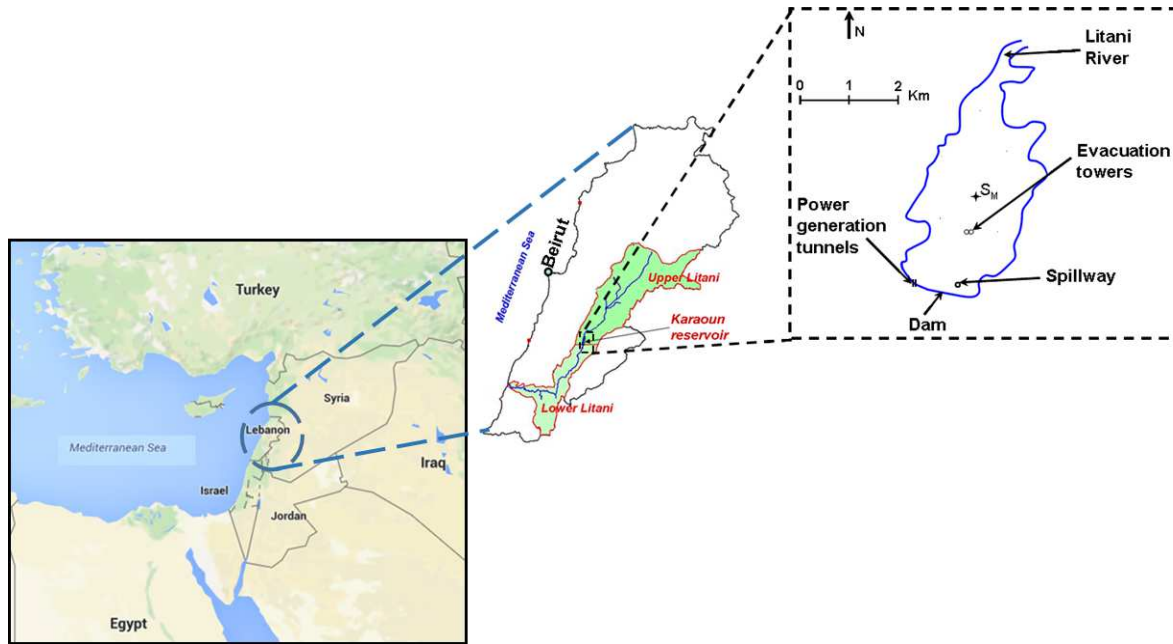 Turkey
Syria
Lebanon
Mediterranean Sea
Iraq
Israel
Jordan
Egypt
Mediterranean Sea
Beirut
Upper Litani
Karaoun
reservoir
Lower Litani
N
0 1 2
Km
Litani
River
Evacuation
towers
SM
Power
generation
tunnels
Spillway
Dam